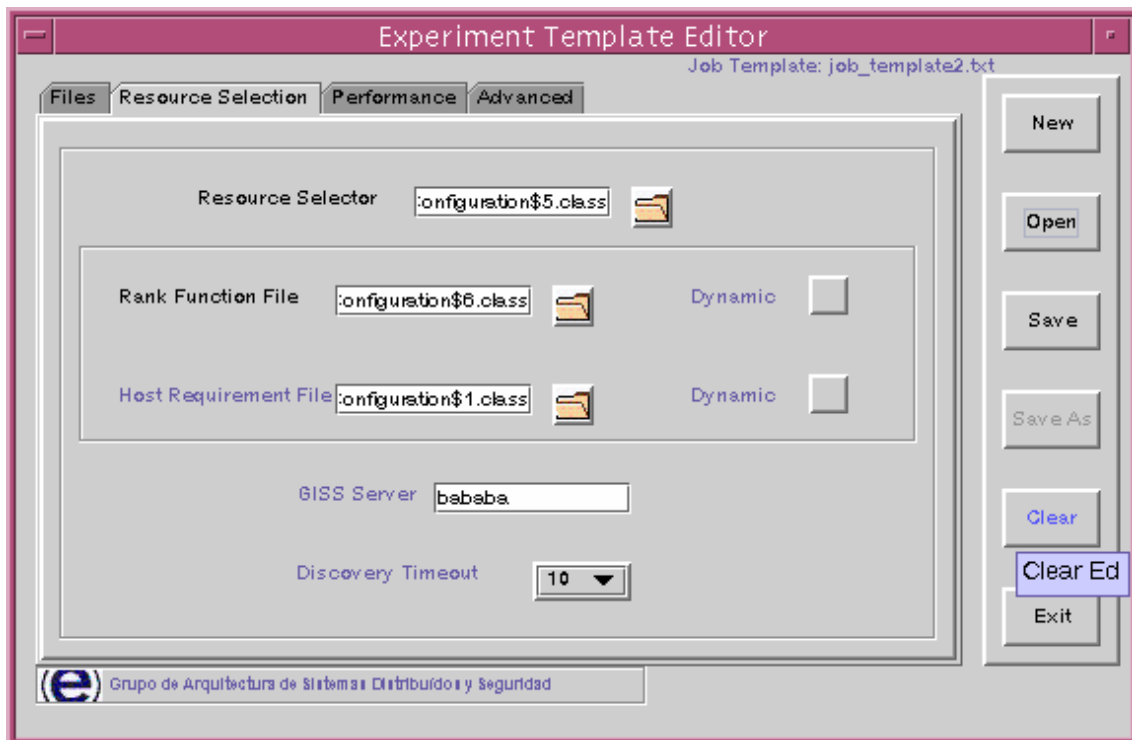 Experiment Template Editor
Job Template: job_template2.txt
Files Resource Selection Performance Advanced
New
Resource Selector :onfiguration$5.class
Open
Rank Function File :onfiguration$6.class Dynamic
Save
Host Requirement File :onfiguration$1.class Dynamic
Save As
GISS Server bababa
Clear
Discovery Timeout 10
Clear Ed
Exit
(e) Grupo de Arquitectura de Sistemas Distribuídos y Seguridad